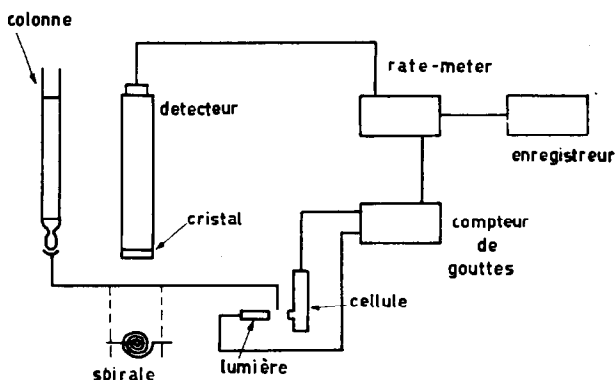 colonne
rate-meter
detecteur
enregistreur
cristal
compteur
de
gouttes
cellule
lumière
spirale